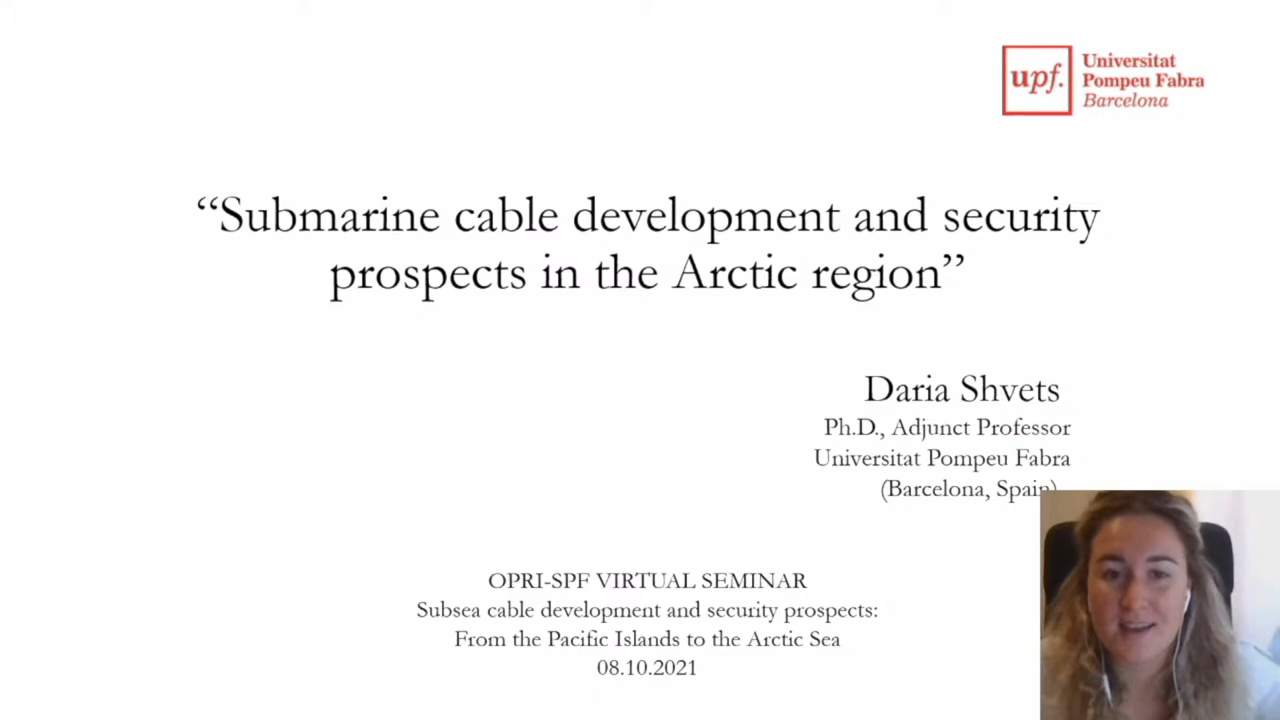 upf.
Universitat
Pompeu Fabra
Barcelona
“Submarine cable development and security
prospects in the Arctic region”
Daria Shvets
Ph.D., Adjunct Professor
Universitat Pompeu Fabra
(Barcelona, Spain)
OPRI-SPF VIRTUAL SEMINAR
Subsea cable development and security prospects:
From the Pacific Islands to the Arctic Sea
08.10.2021